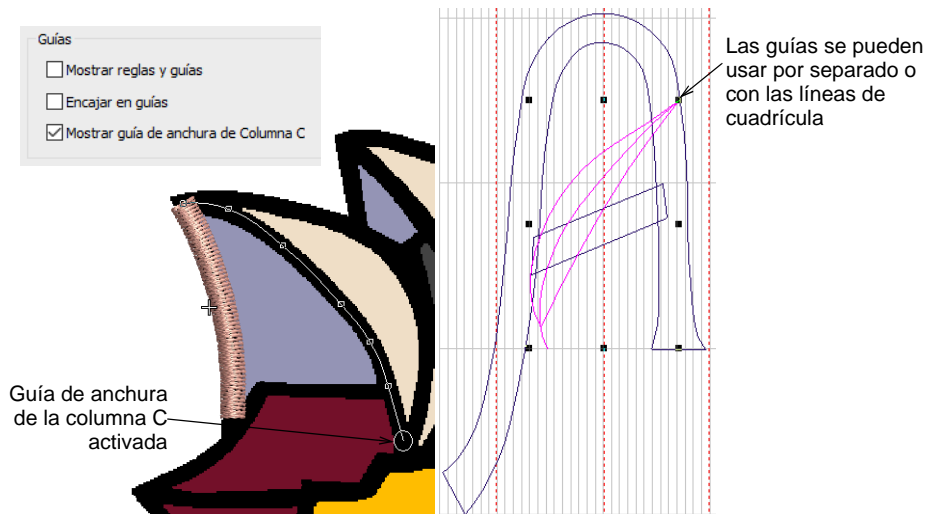 Guías
Mostrar reglas y guías
Encajar en guías
Mostrar guía de anchura de Columna C
Las guías se pueden
usar por separado o
con las líneas de
cuadrícula
Guía de anchura
de la columna C
activada